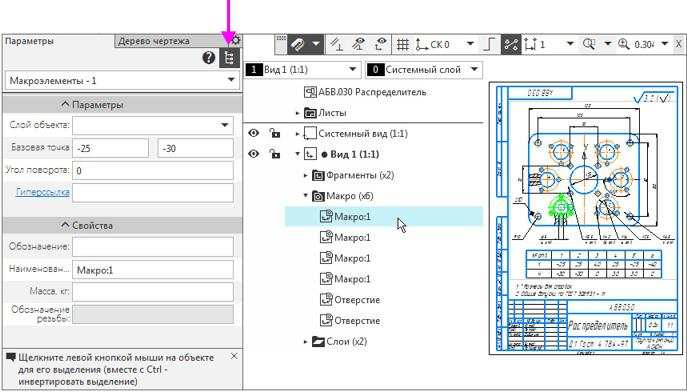 Параметры
Дерево чертежа
СК 0
1
0.304
Макроэлементы - 1
1 Вид 1 (1:1)
0 Системный слой
Параметры
Слой объекта:
Базовая точка -25 -30
Угол поворота: 0
Гиперссылка
Свойства
Обозначение:
Наименован... Макро:1
Масса, кг:
Обозначение
резьбы:
Щелкните левой кнопкой мыши на объекте
для его выделения (вместе с Ctrl -
инвертировать выделение)
АБВ.030 Распределитель
Листы
Системный вид (1:1)
Вид 1 (1:1)
Фрагменты (x2)
Макро (x6)
Макро:1
Макро:1
Макро:1
Макро:1
Отверстие
Отверстие
Слои (x2)
АБВ.030
Распределитель